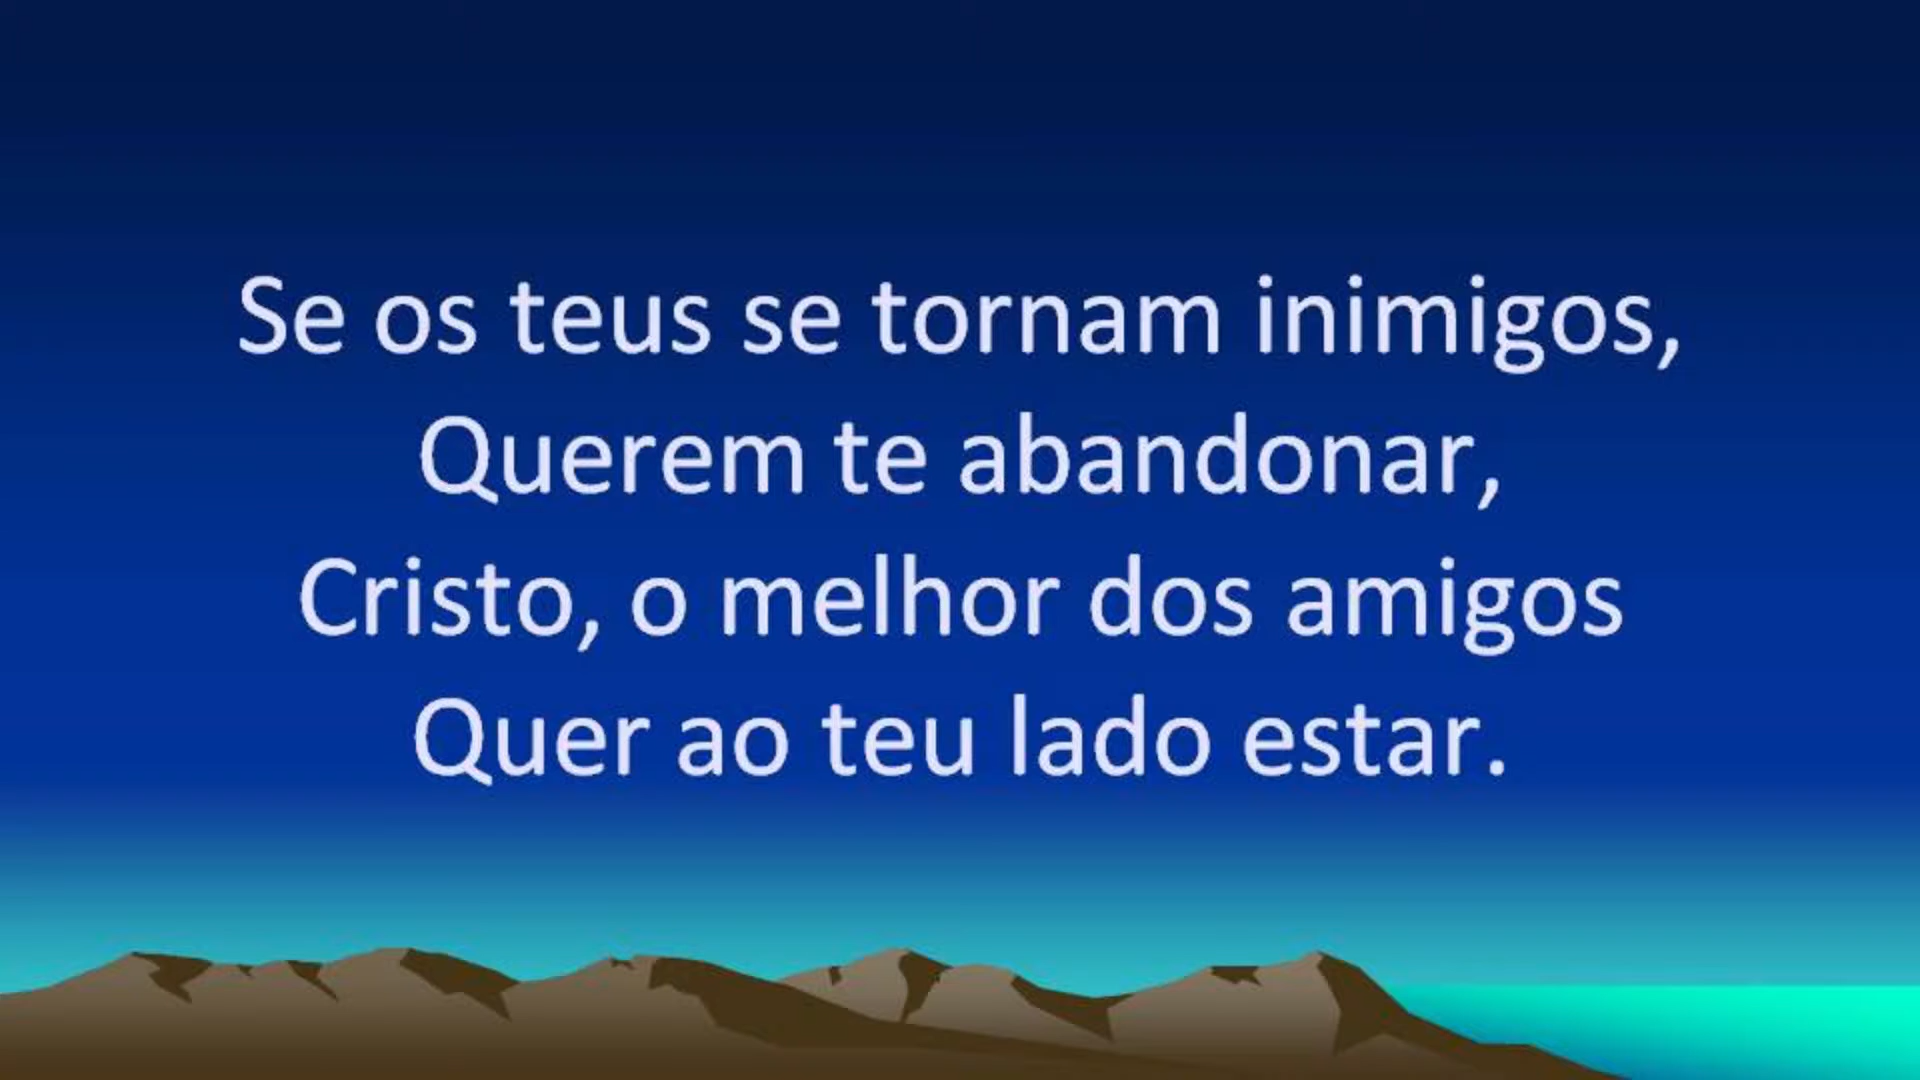 Se os teus se tornam inimigos,
Querem te abandonar,
Cristo, o melhor dos amigos
Quer ao teu lado estar.